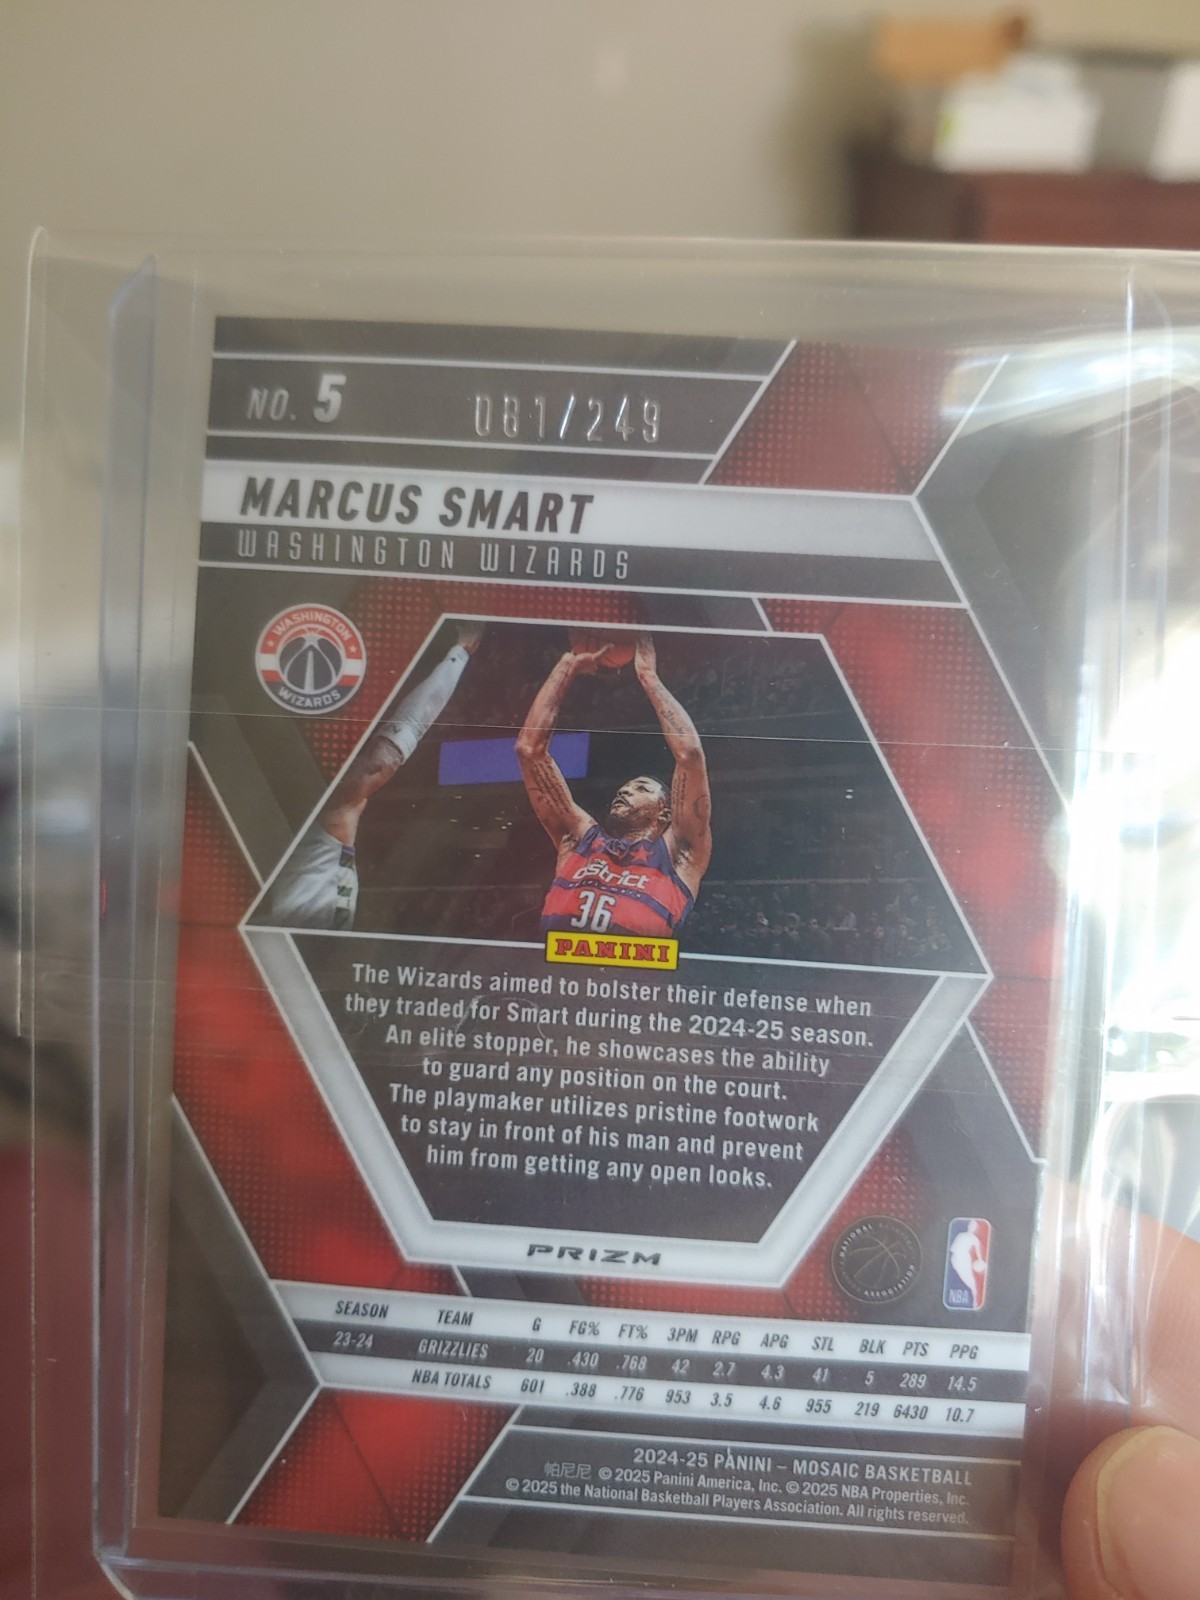 NO. 5
081/249
MARCUS SMART
WASHINGTON WIZARDS
WASHINGTON
WIZARDS
District
36
PANINI
The Wizards aimed to bolster their defense when
they traded for Smart during the 2024-25 season.
An elite stopper, he showcases the ability
to guard any position on the court.
The playmaker utilizes pristine footwork
to stay in front of his man and prevent
him from getting any open looks.
PRIZM
NATIONAL
ASSOCIATION
NBA
SEASON TEAM G FG% FT% 3PM RPG APG STL BLK PTS PPG
23-24 GRIZZLIES 20 .430 .768 42 2.7 4.3 41 5 289 14.5
NBA TOTALS 601 .388 .776 953 3.5 4.6 955 219 6430 10.7
2024-25 PANINI – MOSAIC BASKETBALL
帕尼尼 © 2025 Panini America, Inc. © 2025 NBA Properties, Inc.
© 2025 the National Basketball Players Association. All rights reserved.